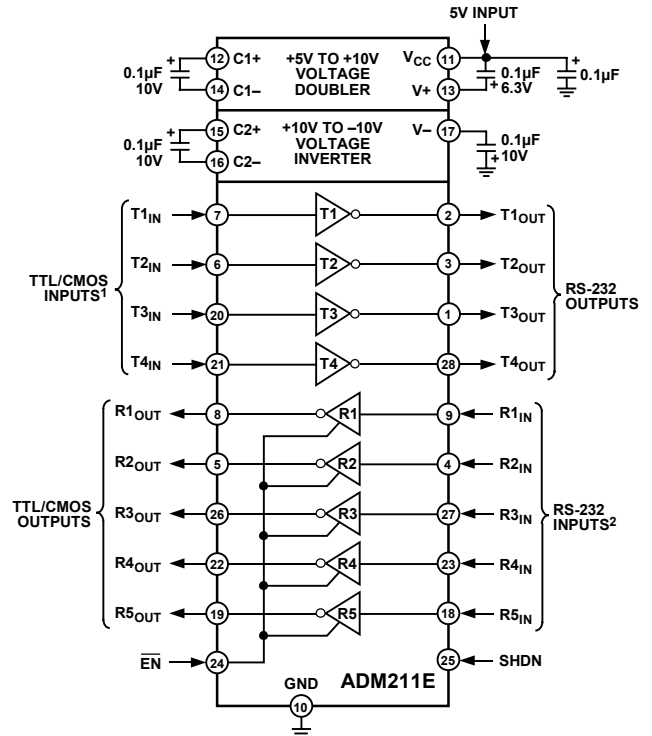 5V INPUT
0.1µF
10V
+
12
C1+
14
C1–
+5V TO +10V
VOLTAGE
DOUBLER
VCC
11
V+
13
+
0.1µF
6.3V
+
0.1µF
0.1µF
10V
+
15
C2+
16
C2–
+10V TO –10V
VOLTAGE
INVERTER
V–
17
0.1µF
+
10V
TTL/CMOS
INPUTS1
T1IN
7
T1
2
T1OUT
T2IN
6
T2
3
T2OUT
T3IN
20
T3
1
T3OUT
T4IN
21
T4
28
T4OUT
RS-232
OUTPUTS
TTL/CMOS
OUTPUTS
R1OUT
8
R1
9
R1IN
R2OUT
5
R2
4
R2IN
R3OUT
26
R3
27
R3IN
R4OUT
22
R4
23
R4IN
R5OUT
19
R5
18
R5IN
RS-232
INPUTS2
EN
24
25
SHDN
GND
10
ADM211E